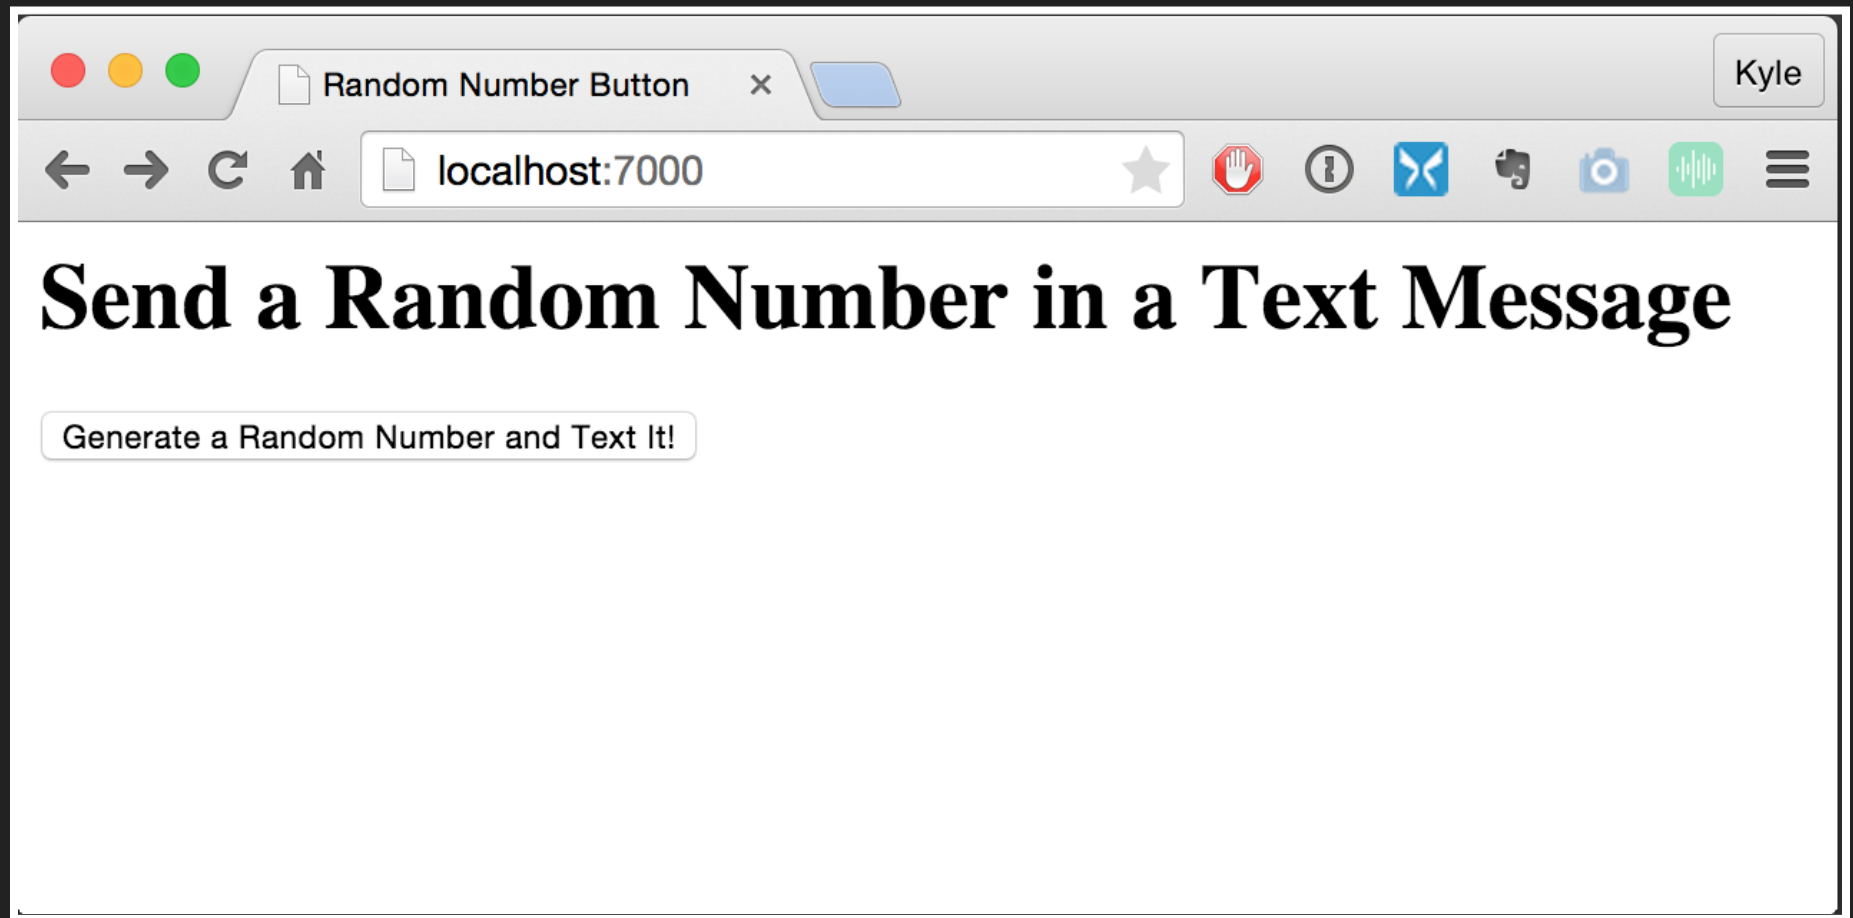 Random Number Button
Kyle
localhost:7000
Send a Random Number in a Text Message
Generate a Random Number and Text It!